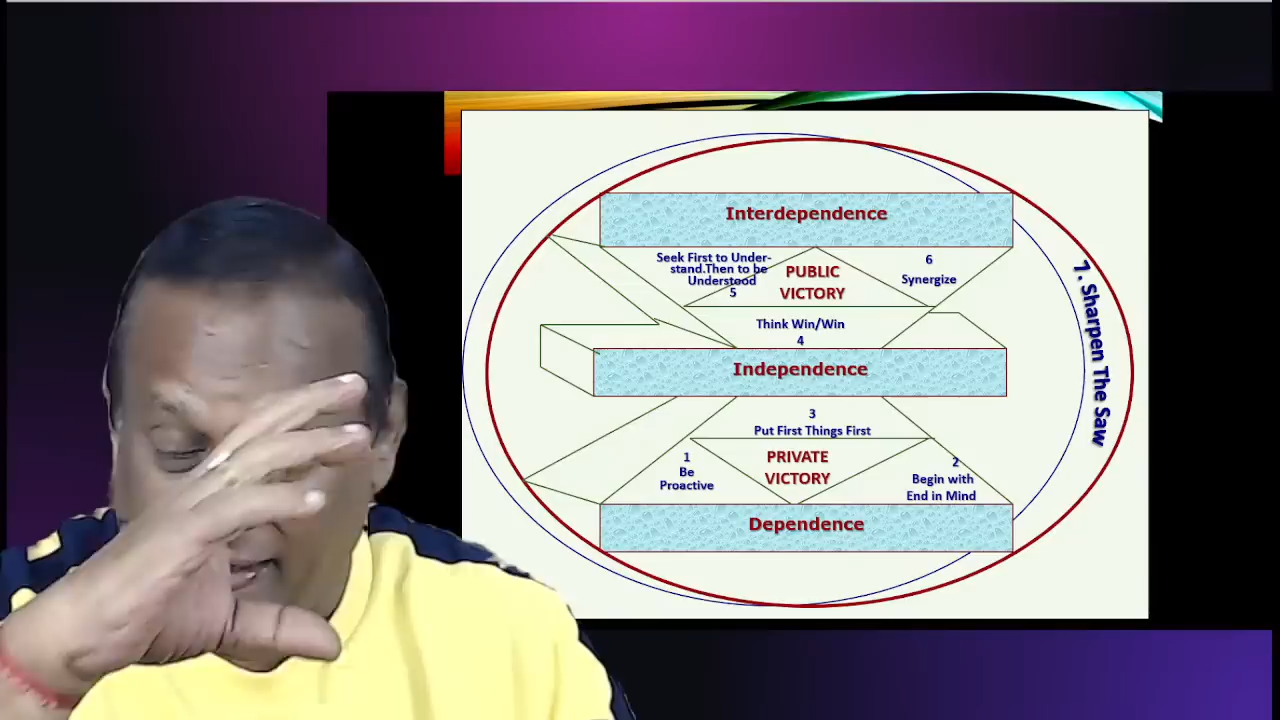 Interdependence
Seek First to Under-
stand.Then to be
Understood
5
PUBLIC
VICTORY
6
Synergize
Think Win/Win
4
Independence
3
Put First Things First
1
Be
Proactive
PRIVATE
VICTORY
2
Begin with
End in Mind
Dependence
7. Sharpen The Saw